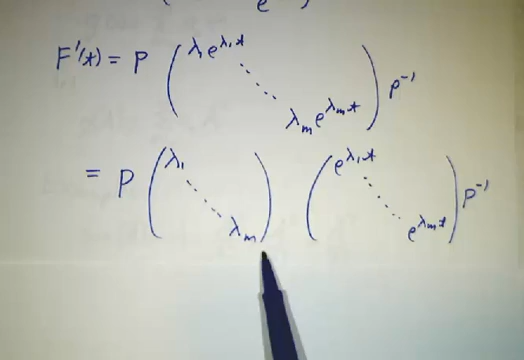 e
F'(t) = P ( λ₁e^{λ₁t} ⋱ λₘe^{λₘt} ) P⁻¹
= P ( λ₁ ⋱ λₘ ) ( e^{λ₁t} ⋱ e^{λₘt} ) P⁻¹